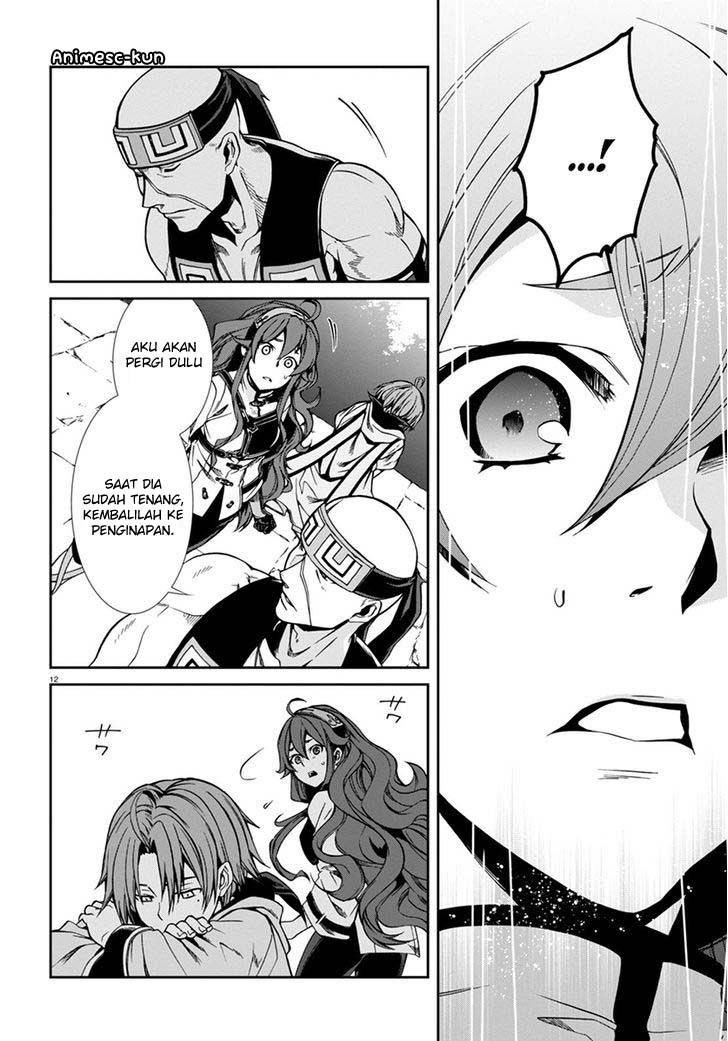 Animesc-kun
....!
AKU AKAN
PERGI DULU
SAAT DIA
SUDAH TENANG,
KEMBALILAH KE
PENGINAPAN.
12
ザワ
ザワ